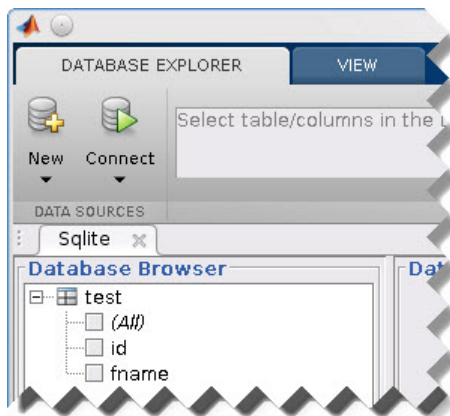 DATABASE EXPLORER
VIEW
Select table/columns in the
New
Connect
DATA SOURCES
Sqlite
Database Browser
test
(All)
id
fname